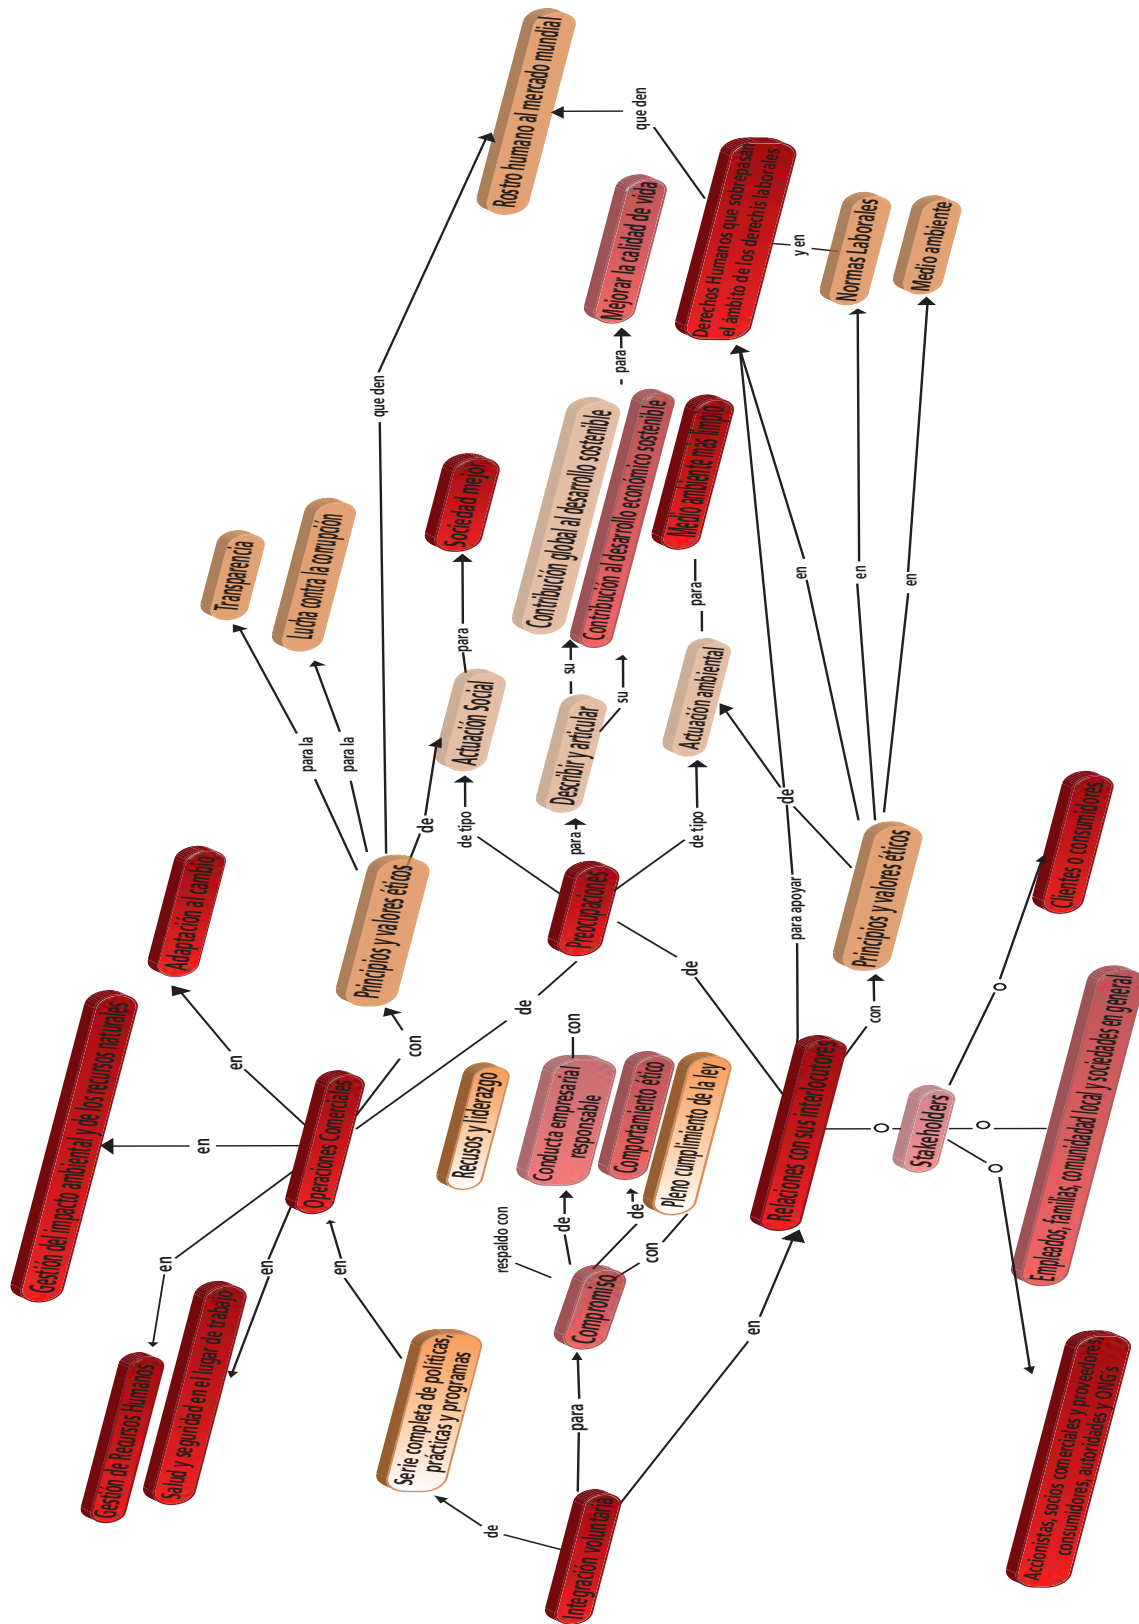 Gestión de Recursos Humanos
Salud y seguridad en el lugar de trabajo
Gestión del impacto ambiental y de los recursos naturales
Adaptación al cambio
en
en
en
en
Operaciones Comerciales
en
con
de
Serie completa de políticas,
prácticas y programas
de
Integración voluntaria
para
en
Compromiso
respaldo con
de
de
con
Recusos y liderazgo
Conducta empresarial
responsable
con
Comportamiento ético
Pleno cumplimiento de la ley
Principios y valores éticos
para la
para la
Transparencia
Lucha contra la corrupción
que den
de
Rostro humano al mercado mundial
Actuación Social
para
Sociedad mejor
de tipo
Preocupaciones
para
Describir y articular
su
su
Contribución global al desarrollo sostenible
Contribución al desarrollo económico sostenible
para
Mejorar la calidad de vida
de tipo
Actuación ambiental
para
Medio ambiente mas limpio
de
Relaciones con sus interlocutores
para apoyar
con
Principios y valores éticos
de
en
en
en
Derechos Humanos que sobrepasan
el ámbito de los derechis laborales
que den
y en
Normas Laborales
Medio ambiente
O
Stakeholders
O
O
O
Clientes o consumidores
Empleados, familias, comunidadad local y sociedades en general
Accionistas, socios comerciales y proveedores,
consumidores, autoridades y ONG's